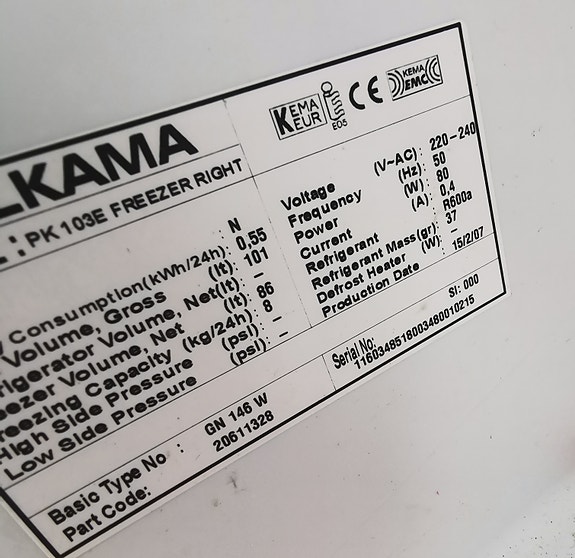 LKAMA
KEMA
KEUR
E05
CE
KEMA
EMC
L : PK 103E FREEZER RIGHT
N
Consumption(kWh/24h) : 0,55
Volume, Gross (lt): 101
rigerator Volume, Net(lt): –
eezer Volume, Net (lt): 86
reezing Capacity (kg/24h): 8
High Side Pressure (psi): –
Low Side Pressure (psi): –
Voltage (V~AC) : 220-240
Frequency (Hz) : 50
Power (W) : 80
Current (A) : 0,4
Refrigerant : R600a
Refrigerant Mass(gr) : 37
Defrost Heater (W) : –
Production Date : 15/2/07
Basic Type No : GN 146 W
Part Code: 20611328
SI: 000
Serial No:
1160348518003480010215